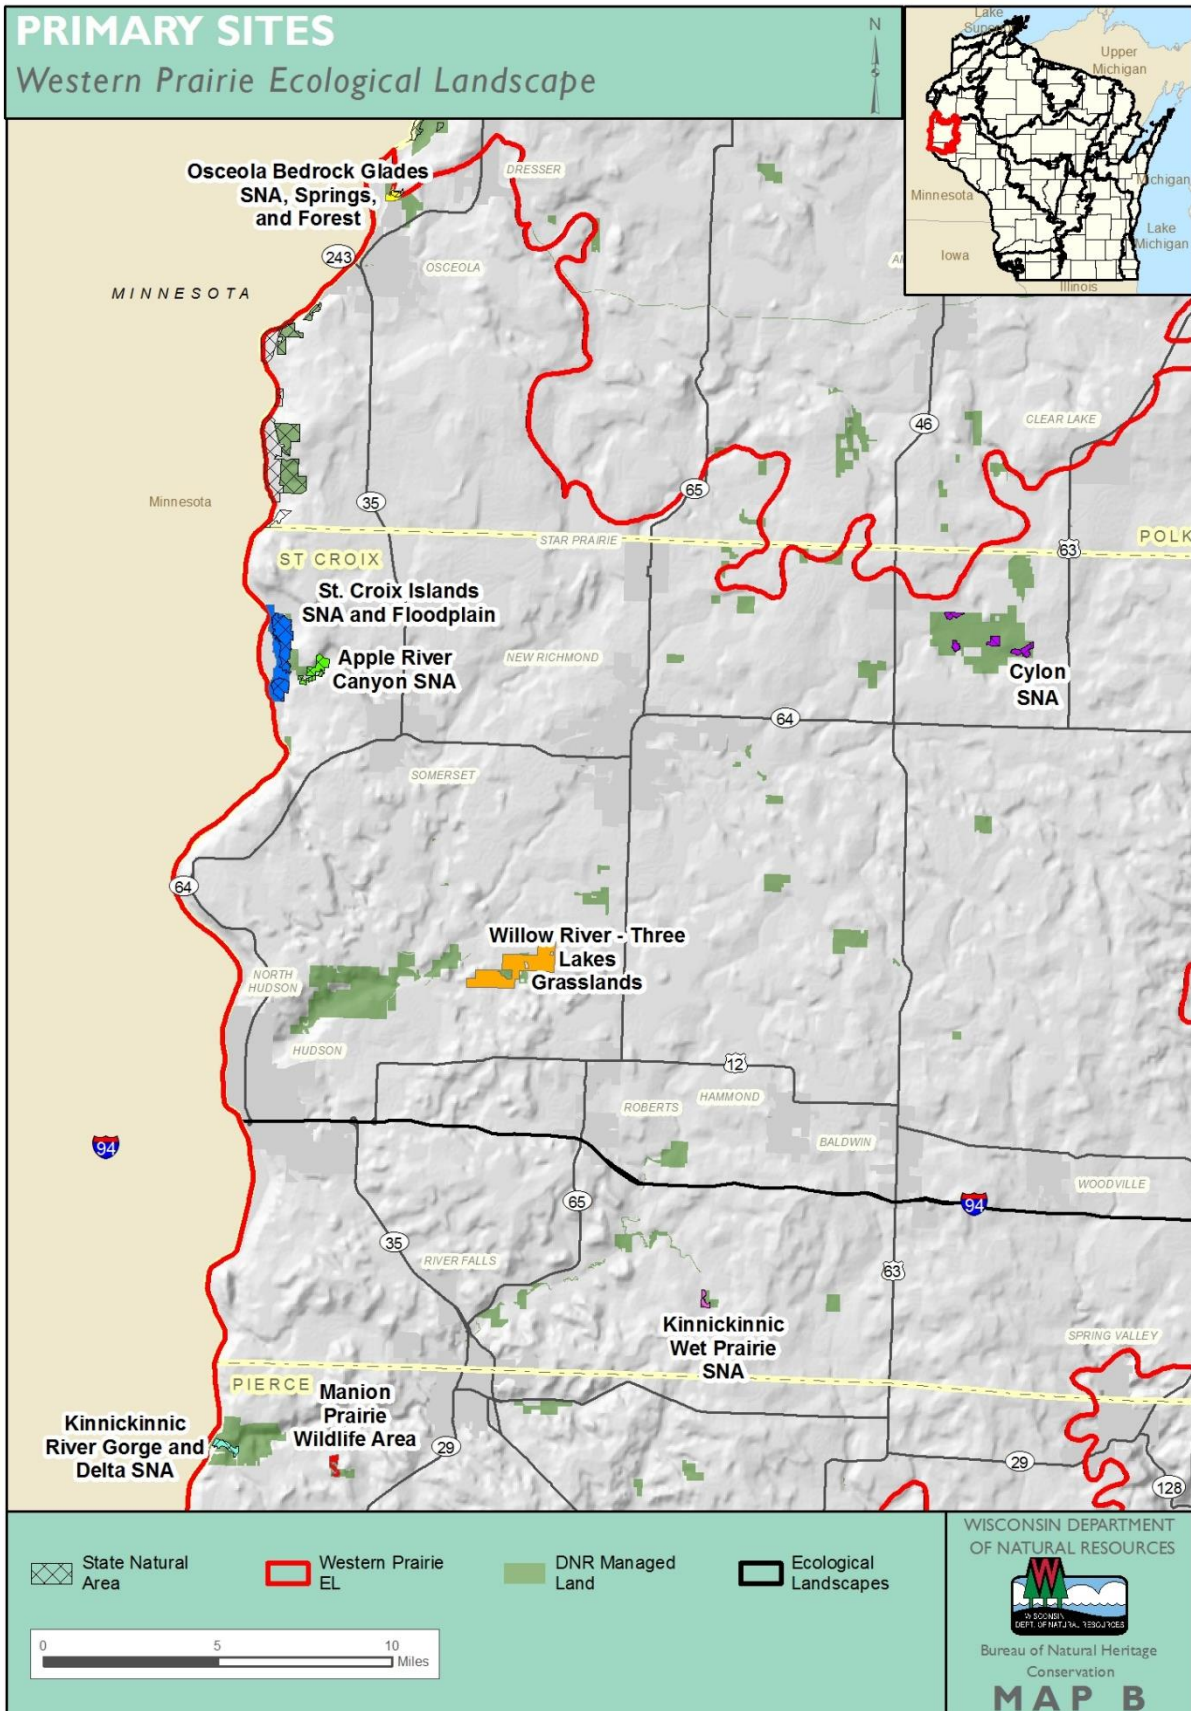 PRIMARY SITES
Western Prairie Ecological Landscape
N
Lake
Upper
Michigan
Minnesota
Michigan
Lake
Michigan
Iowa
Illinois
Osceola Bedrock Glades
SNA, Springs,
and Forest
DRESSER
243
OSCEOLA
MINNESOTA
46
CLEAR LAKE
Minnesota
35
65
STAR PRAIRIE
63
POLK
ST CROIX
St. Croix Islands
SNA and Floodplain
Apple River
Canyon SNA
NEW RICHMOND
Cylon
SNA
64
SOMERSET
64
Willow River - Three
Lakes
Grasslands
NORTH
HUDSON
HUDSON
12
ROBERTS
HAMMOND
BALDWIN
94
WOODVILLE
94
65
35
RIVER FALLS
63
Kinnickinnic
Wet Prairie
SNA
SPRING VALLEY
PIERCE
Manion
Prairie
Wildlife Area
Kinnickinnic
River Gorge and
Delta SNA
29
29
128
State Natural
Area
Western Prairie
EL
DNR Managed
Land
Ecological
Landscapes
0 5 10
Miles
WISCONSIN DEPARTMENT
OF NATURAL RESOURCES
W
WISCONSIN
DEPT. OF NATURAL RESOURCES
Bureau of Natural Heritage
Conservation
MAP B